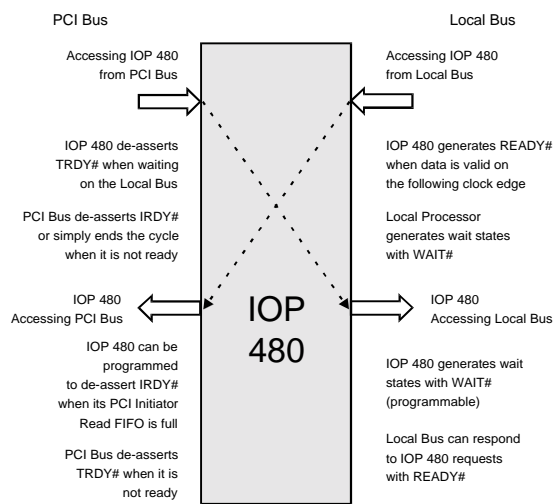 PCI Bus
Local Bus
Accessing IOP 480
from PCI Bus
Accessing IOP 480
from Local Bus
IOP 480 de-asserts
TRDY# when waiting
on the Local Bus
IOP 480 generates READY#
when data is valid on
the following clock edge
PCI Bus de-asserts IRDY#
or simply ends the cycle
when it is not ready
Local Processor
generates wait states
with WAIT#
IOP 480
Accessing PCI Bus
IOP
480
IOP 480
Accessing Local Bus
IOP 480 can be
programmed
to de-assert IRDY#
when its PCI Initiator
Read FIFO is full
IOP 480 generates wait
states with WAIT#
(programmable)
PCI Bus de-asserts
TRDY# when it is
not ready
Local Bus can respond
to IOP 480 requests
with READY#